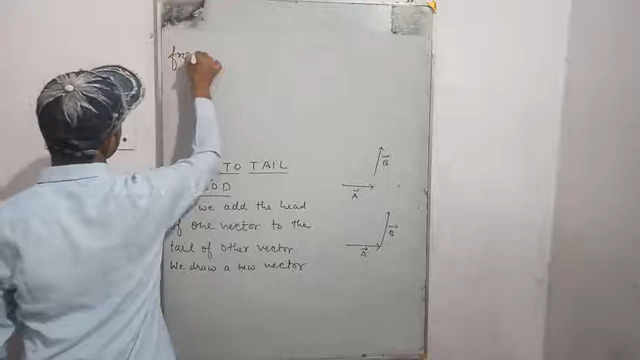 fro
TO TAIL
OD
we add the head
of one vector to the
tail of other vector
We draw a new vector
B
A
B
A